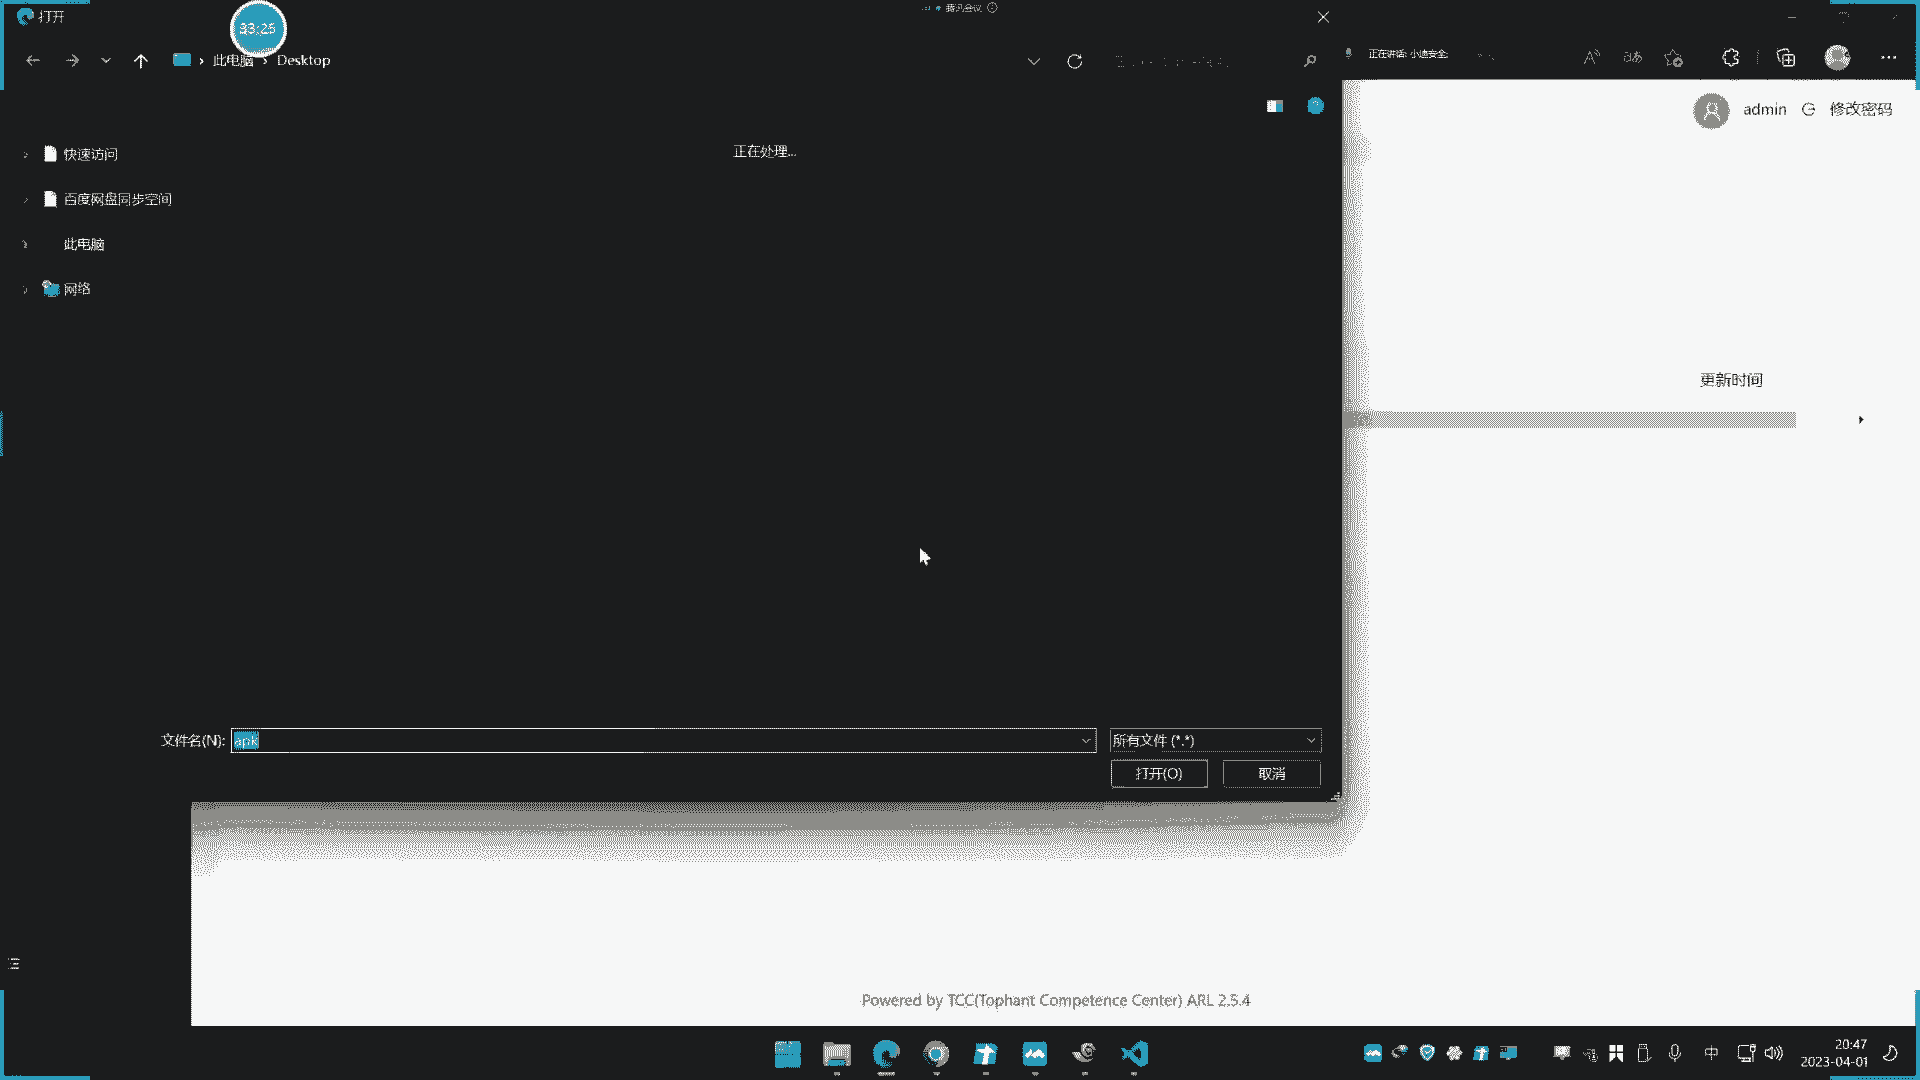 打开
33:25
腾讯会议
此电脑 › Desktop
正在讲话: 小迪安全;
admin
修改密码
快速访问
正在处理...
百度网盘同步空间
此电脑
网络
更新时间
文件名(N):
apk
所有文件 (*.*)
打开(O)
取消
Powered by TCC(Tophant Competence Center) ARL 2.5.4
中
20:47
2023-04-01